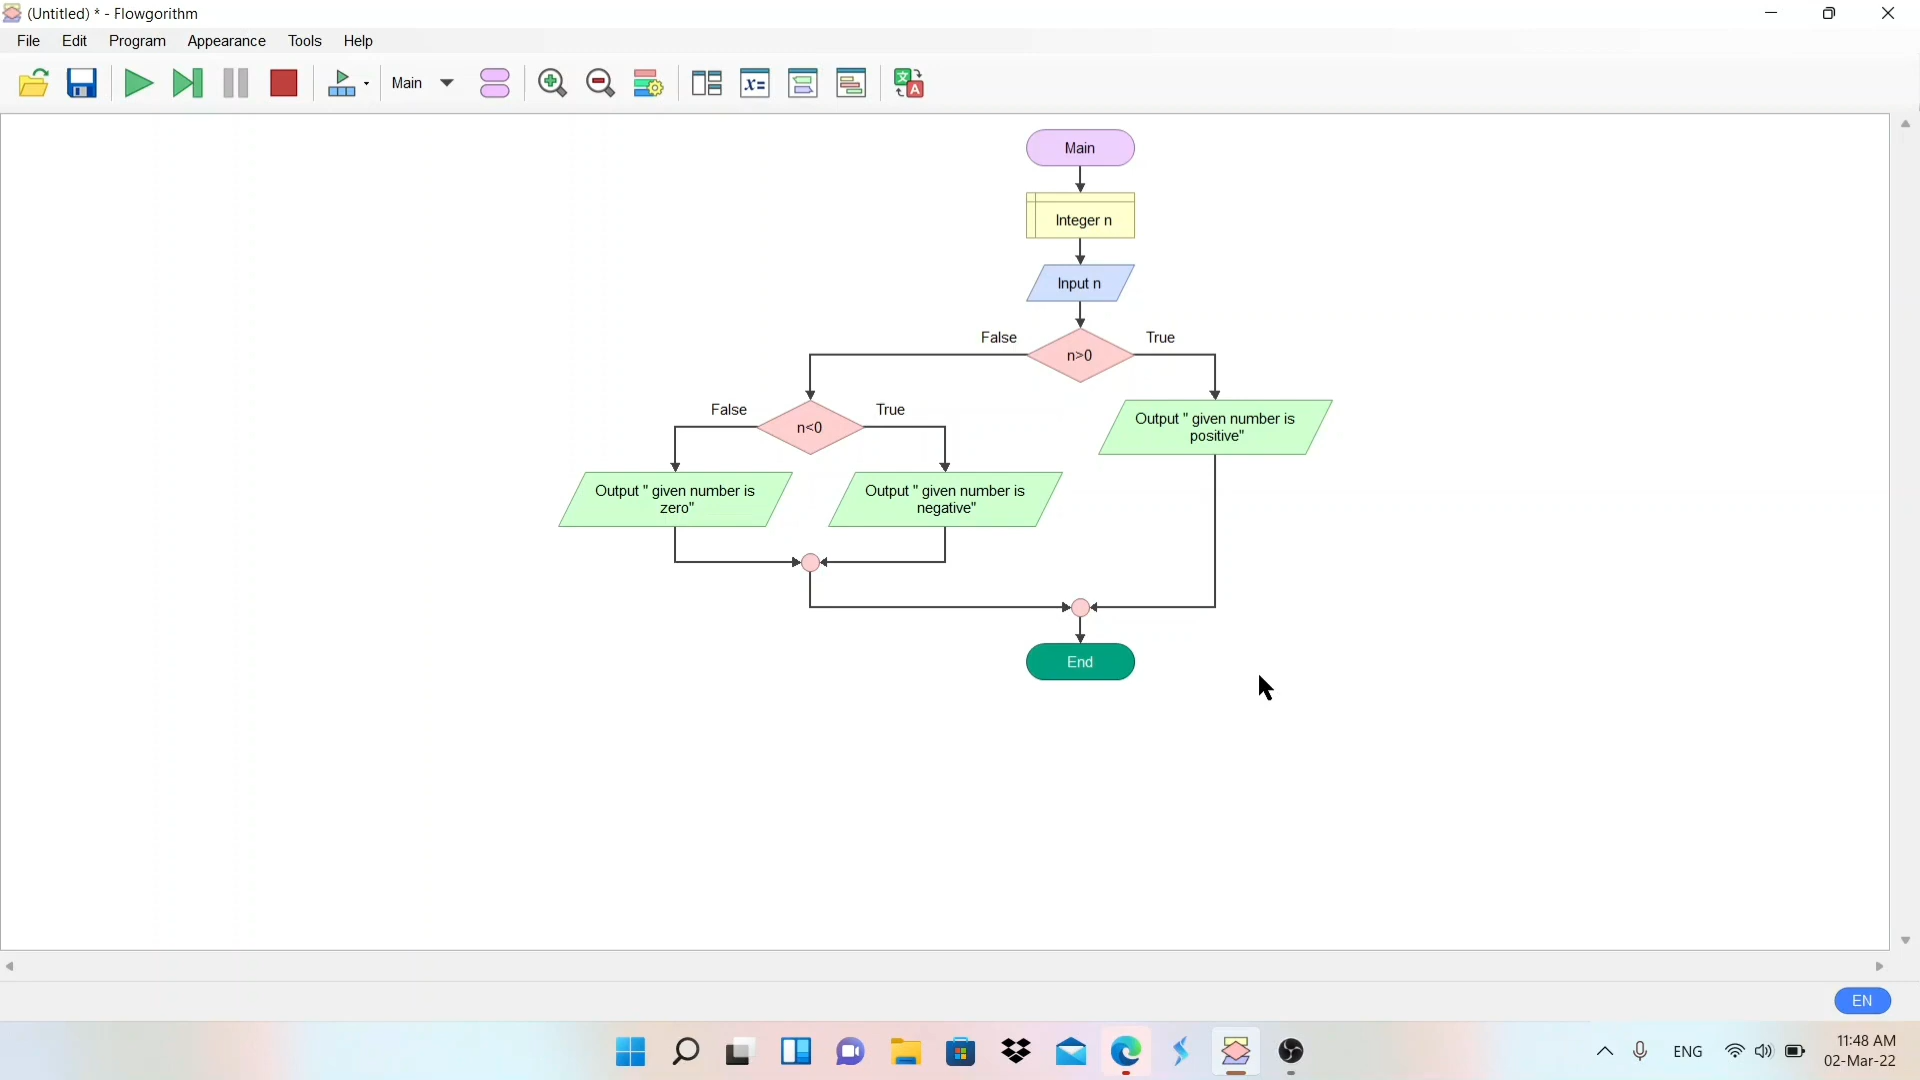 (Untitled) * - Flowgorithm
File Edit Program Appearance Tools Help
Main
x=
A
Main
Integer n
Input n
False
True
n>0
False
True
n<0
Output " given number is
positive"
Output " given number is
zero"
Output " given number is
negative"
End
EN
ENG
11:48 AM
02-Mar-22